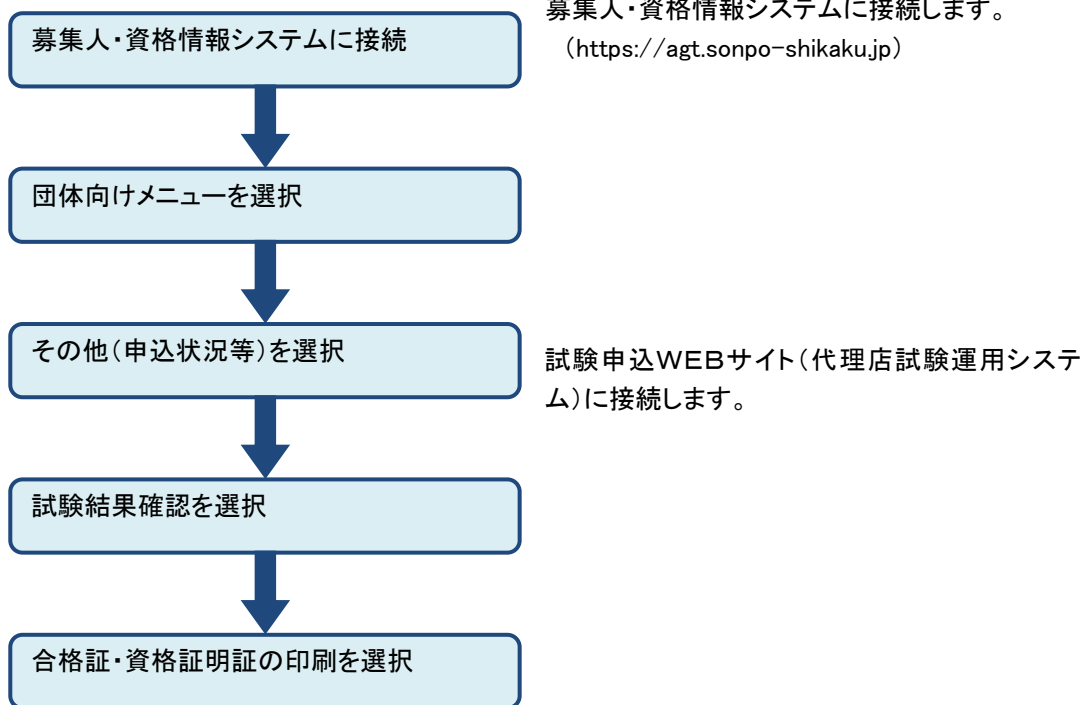 募集人・資格情報システムに接続します。
(https://agt.sonpo-shikaku.jp)
募集人・資格情報システムに接続
団体向けメニューを選択
その他(申込状況等)を選択
試験申込WEBサイト(代理店試験運用システ
ム)に接続します。
試験結果確認を選択
合格証・資格証明証の印刷を選択